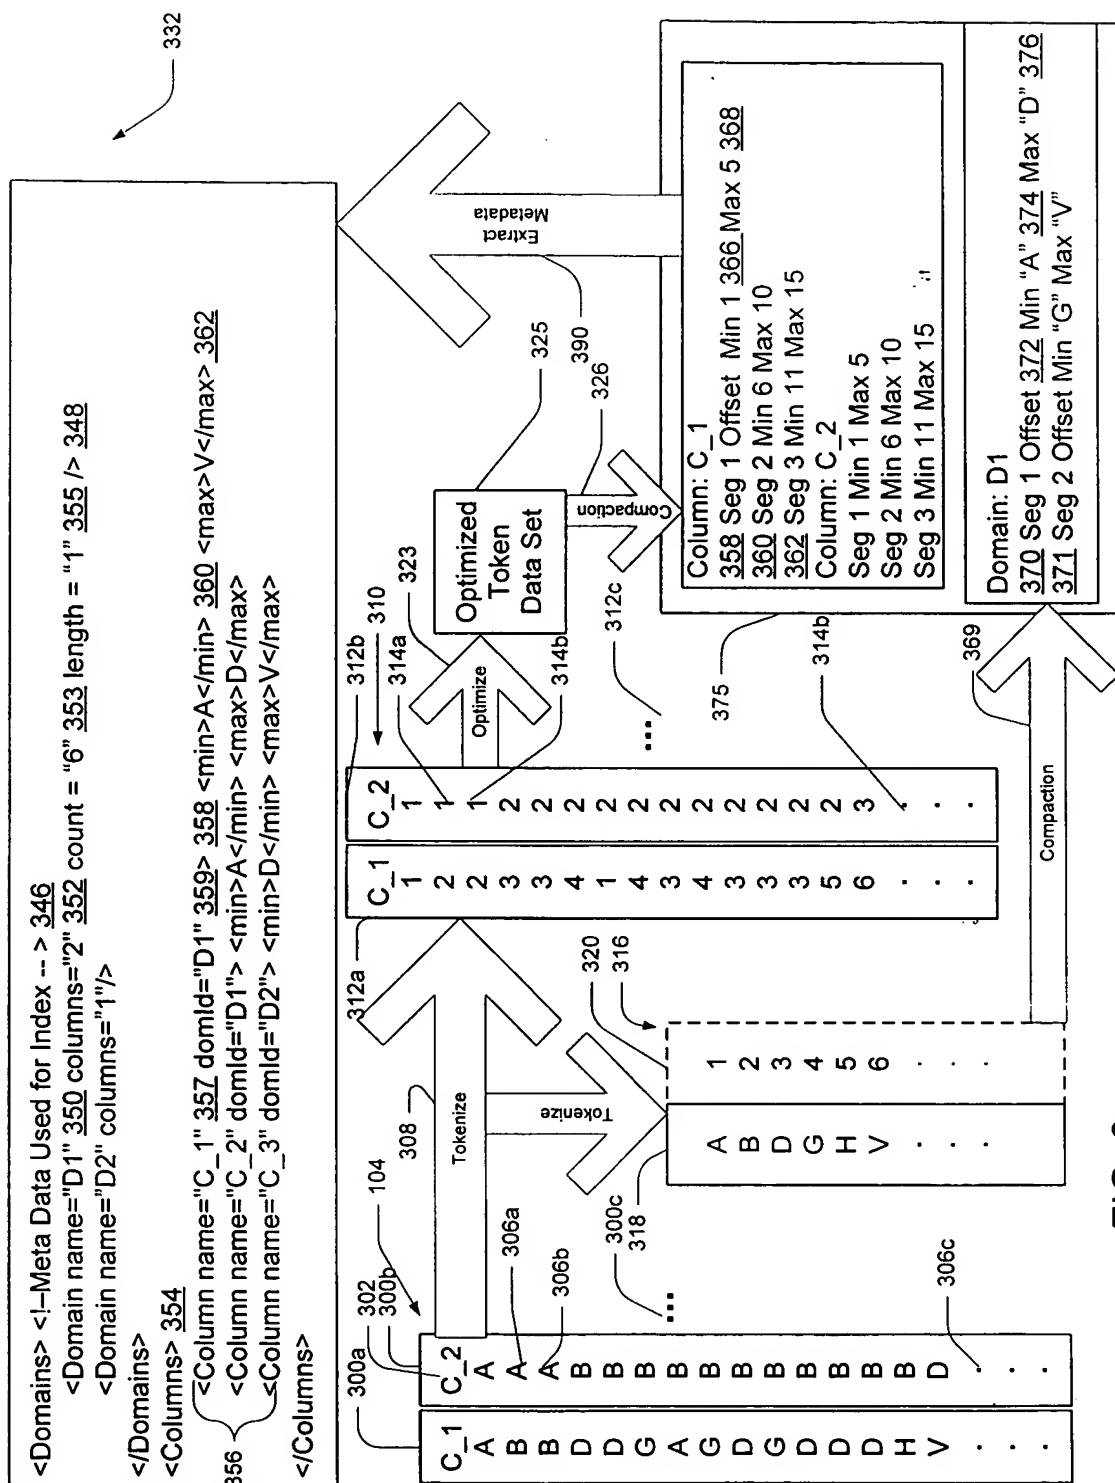 <Domains> <!–Meta Data Used for Index -- > 346
<Domain name="D1" 350 columns="2" 352 count = "6" 353 length = "1" 355 /> 348
<Domain name="D2" columns="1"/>
</Domains>
<Columns> 354
<Column name="C_1" 357 domId="D1" 359> 358 <min>A</min> 360 <max>V</max> 362
<Column name="C_2" domId="D1"> <min>A</min> <max>D</max>
<Column name="C_3" domId="D2"> <min>D</min> <max>V</max>
</Columns>
356
332
300a
302
300b
104
C_1
A
B
B
D
D
G
A
G
D
G
D
D
D
H
V
.
.
.
C_2
A
A
A
B
B
B
B
B
B
B
B
B
B
B
D
.
.
.
306a
306b
306c
...
300c
308
Tokenize
Tokenize
318
320
316
A
B
D
G
H
V
.
.
.
1
2
3
4
5
6
.
.
.
312a
312b
310
314a
C_1
1
2
2
3
3
4
1
4
3
4
3
3
3
5
6
.
.
.
C_2
1
1
1
2
2
2
2
2
2
2
2
2
2
2
3
.
.
.
314b
314b
...
312c
323
Optimize
Optimized
Token
Data Set
325
326
Compaction
390
Extract
Metadata
375
Column: C_1
358 Seg 1 Offset Min 1 366 Max 5 368
360 Seg 2 Min 6 Max 10
362 Seg 3 Min 11 Max 15
Column: C_2
Seg 1 Min 1 Max 5
Seg 2 Min 6 Max 10
Seg 3 Min 11 Max 15
369
Compaction
Domain: D1
370 Seg 1 Offset 372 Min "A" 374 Max "D" 376
371 Seg 2 Offset Min "G" Max "V"